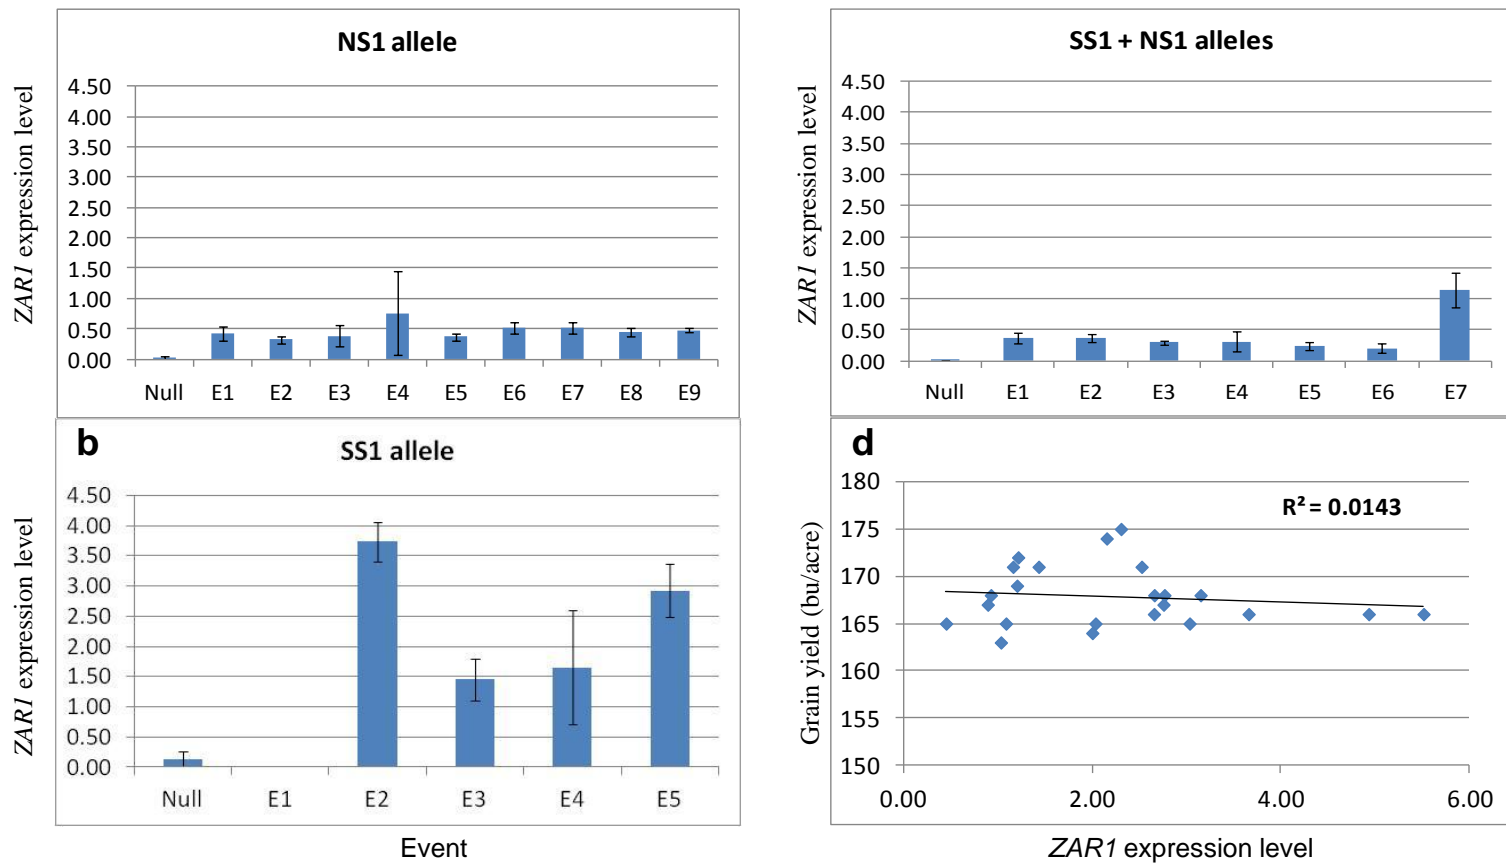 NS1 allele
ZAR1 expression level
4.50
4.00
3.50
3.00
2.50
2.00
1.50
1.00
0.50
0.00
Null E1 E2 E3 E4 E5 E6 E7 E8 E9
SS1 + NS1 alleles
ZAR1 expression level
4.50
4.00
3.50
3.00
2.50
2.00
1.50
1.00
0.50
0.00
Null E1 E2 E3 E4 E5 E6 E7
b
SS1 allele
ZAR1 expression level
4.50
4.00
3.50
3.00
2.50
2.00
1.50
1.00
0.50
0.00
Null E1 E2 E3 E4 E5
Event
d
R² = 0.0143
Grain yield (bu/acre)
180
175
170
165
160
155
150
0.00 2.00 4.00 6.00
ZAR1 expression level